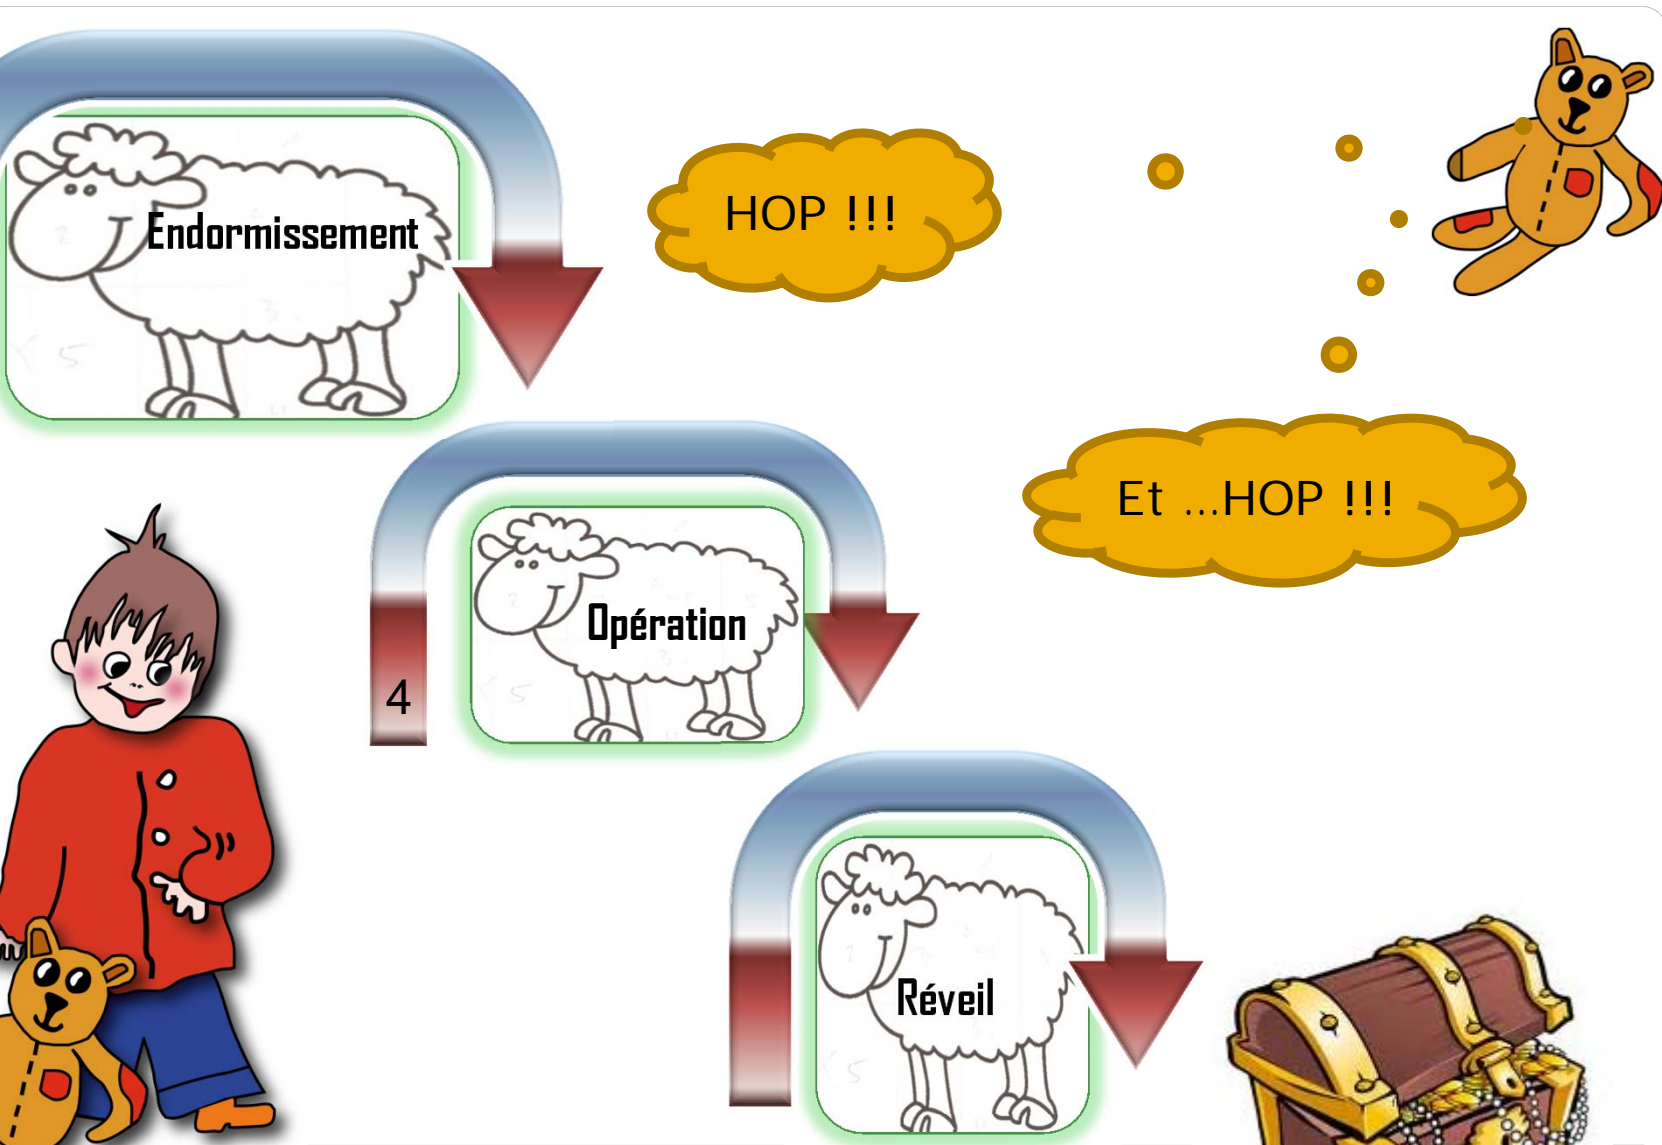 Endormissement
HOP !!!
Et ...HOP !!!
Opération
4
Réveil